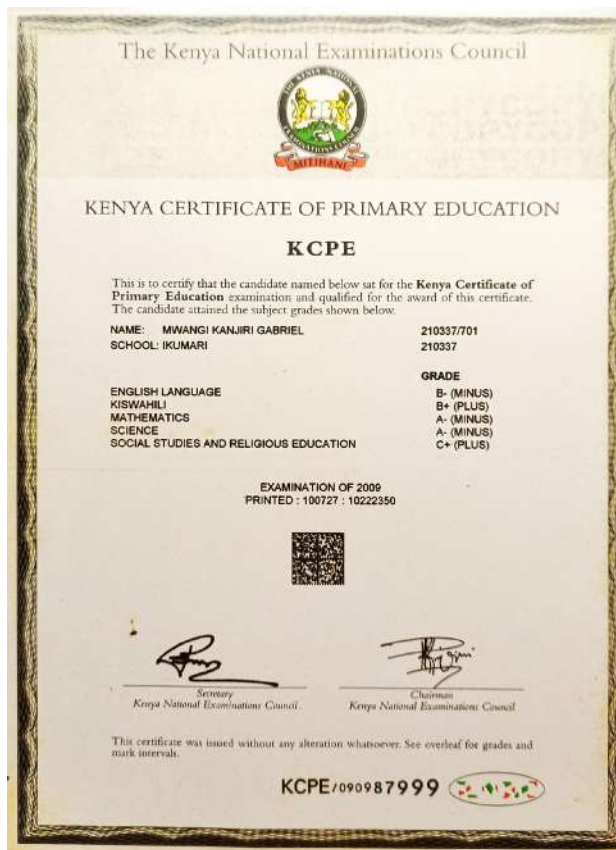 The Kenya National Examinations Council
THE KENYA NATIONAL
EXAMINATIONS COUNCIL
MITIHANI
KENYA CERTIFICATE OF PRIMARY EDUCATION
KCPE
This is to certify that the candidate named below sat for the Kenya Certificate of
Primary Education examination and qualified for the award of this certificate.
The candidate attained the subject grades shown below.
NAME: MWANGI KANJIRI GABRIEL 210337/701
SCHOOL: IKUMARI 210337
GRADE
ENGLISH LANGUAGE B- (MINUS)
KISWAHILI B+ (PLUS)
MATHEMATICS A- (MINUS)
SCIENCE A- (MINUS)
SOCIAL STUDIES AND RELIGIOUS EDUCATION C+ (PLUS)
EXAMINATION OF 2009
PRINTED : 100727 : 10222350
Secretary
Kenya National Examinations Council
Chairman
Kenya National Examinations Council
This certificate was issued without any alteration whatsoever. See overleaf for grades and
mark intervals.
KCPE/090987999